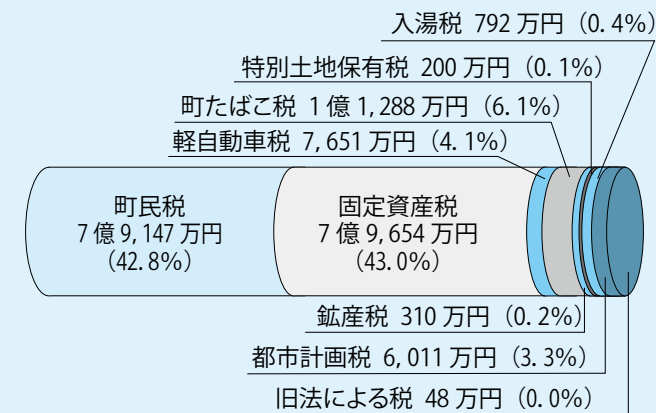 入湯税 792 万円（0.4%）
特別土地保有税 200 万円（0.1%）
町たばこ税 1 億 1,288 万円（6.1%）
軽自動車税 7,651 万円（4.1%）
町民税
7 億 9,147 万円
（42.8%）
固定資産税
7 億 9,654 万円
（43.0%）
鉱産税 310 万円（0.2%）
都市計画税 6,011 万円（3.3%）
旧法による税 48 万円（0.0%）